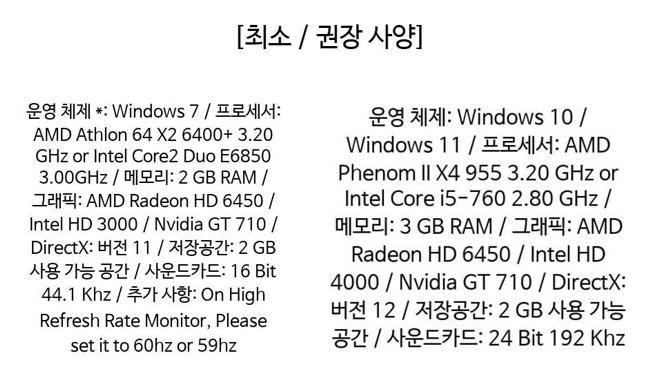 [최소 / 권장 사양]
운영 체제 *: Windows 7 / 프로세서:
AMD Athlon 64 X2 6400+ 3.20
GHz or Intel Core2 Duo E6850
3.00GHz / 메모리: 2 GB RAM /
그래픽: AMD Radeon HD 6450 /
Intel HD 3000 / Nvidia GT 710 /
DirectX: 버전 11 / 저장공간: 2 GB
사용 가능 공간 / 사운드카드: 16 Bit
44.1 Khz / 추가 사항: On High
Refresh Rate Monitor, Please
set it to 60hz or 59hz
운영 체제: Windows 10 /
Windows 11 / 프로세서: AMD
Phenom II X4 955 3.20 GHz or
Intel Core i5-760 2.80 GHz /
메모리: 3 GB RAM / 그래픽: AMD
Radeon HD 6450 / Intel HD
4000 / Nvidia GT 710 / DirectX:
버전 12 / 저장공간: 2 GB 사용 가능
공간 / 사운드카드: 24 Bit 192 Khz